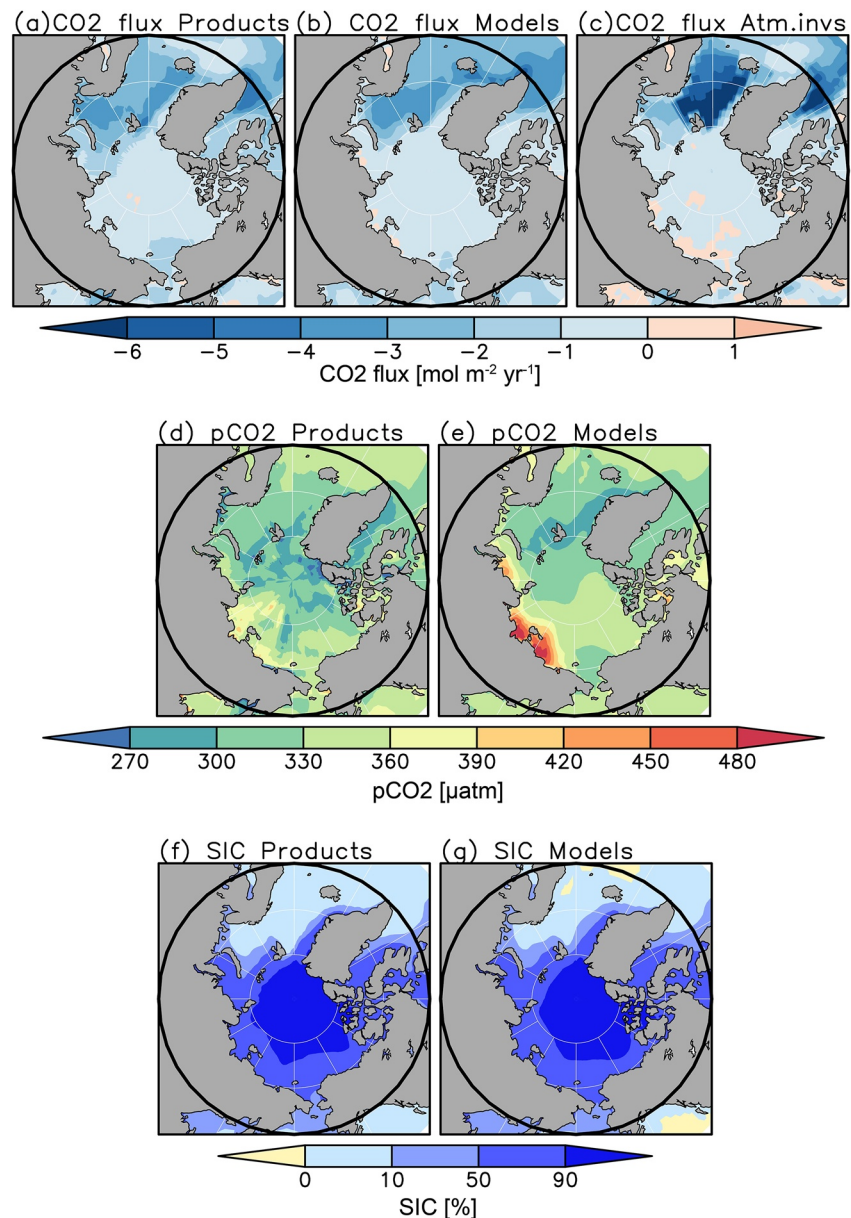 (a)CO2 flux Products (b) CO2 flux Models (c)CO2 flux Atm.invs
−6 −5 −4 −3 −2 −1 0 1
CO2 flux [mol m⁻² yr⁻¹]
(d) pCO2 Products (e) pCO2 Models
270 300 330 360 390 420 450 480
pCO2 [µatm]
(f) SIC Products (g) SIC Models
0 10 50 90
SIC [%]